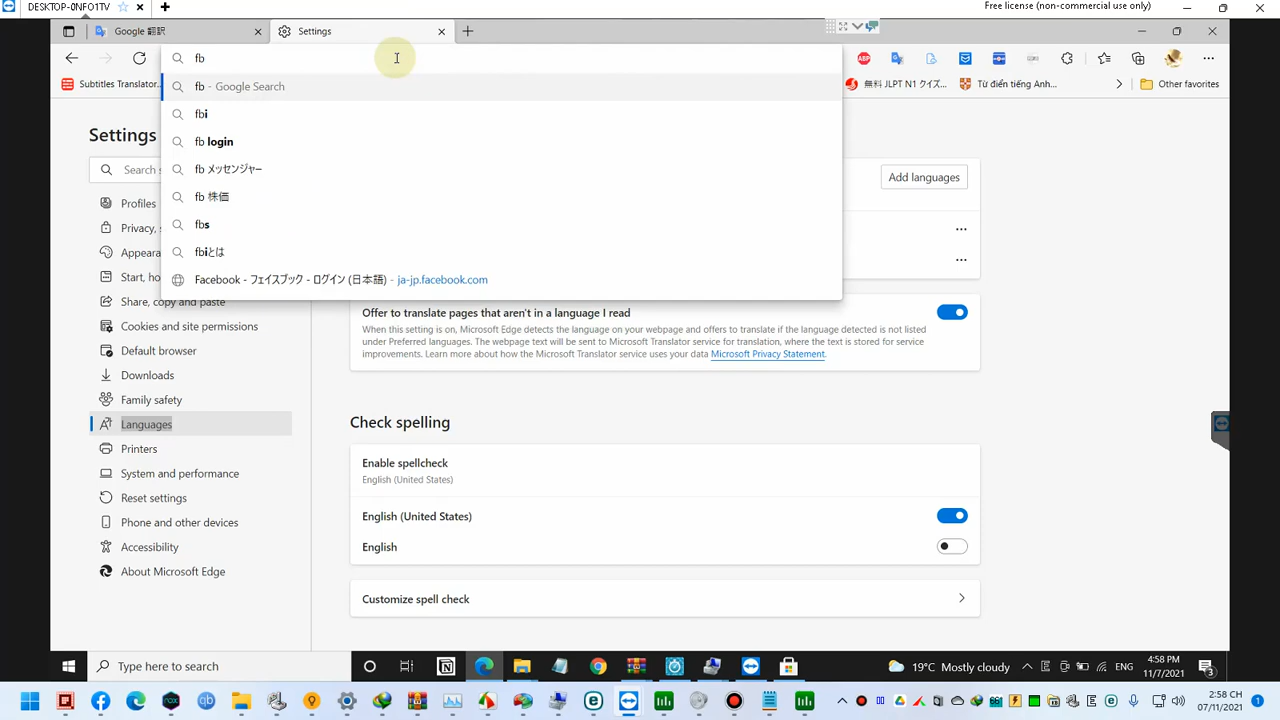 DESKTOP-0NFO1TV
Free license (non-commercial use only)
Google 翻訳
Settings
fb
Subtitles Translator...
無料 JLPT N1 クイズ...
Từ điển tiếng Anh...
Other favorites
fb - Google Search
fbi
fb login
fb メッセンジャー
fb 株価
fbs
fbiとは
Facebook - フェイスブック - ログイン (日本語) - ja-jp.facebook.com
Settings
Search s
Add languages
Profiles
Privacy, s
Appeara
Start, ho
Share, copy and paste
Cookies and site permissions
Default browser
Downloads
Family safety
Languages
Printers
System and performance
Reset settings
Phone and other devices
Accessibility
About Microsoft Edge
Offer to translate pages that aren't in a language I read
When this setting is on, Microsoft Edge detects the language on your webpage and offers to translate if the language detected is not listed
under Preferred languages. The webpage text will be sent to Microsoft Translator service for translation, where the text is stored for service
improvements. Learn more about how the Microsoft Translator service uses your data Microsoft Privacy Statement.
Check spelling
Enable spellcheck
English (United States)
English (United States)
English
Customize spell check
Type here to search
19°C Mostly cloudy
ENG
4:58 PM
11/7/2021
3
2:58 CH
07/11/2021
1